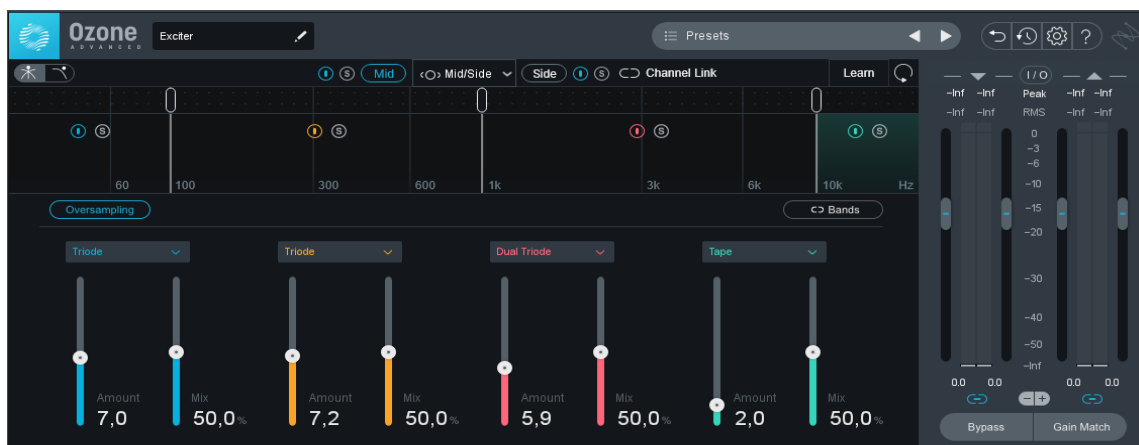 Ozone
ADVANCED
Exciter
Presets
?
S Mid Mid/Side Side S Channel Link Learn
I / O
-Inf -Inf Peak -Inf -Inf
-Inf -Inf RMS -Inf -Inf
S S S S
60 100 300 600 1k 3k 6k 10k Hz
0
-3
-6
-10
-15
-20
-30
-40
-50
-Inf
Oversampling Bands
Triode Triode Dual Triode Tape
Amount Mix Amount Mix Amount Mix Amount Mix
7,0 50,0% 7,2 50,0% 5,9 50,0% 2,0 50,0%
0.0 0.0 0.0 0.0
- +
Bypass Gain Match